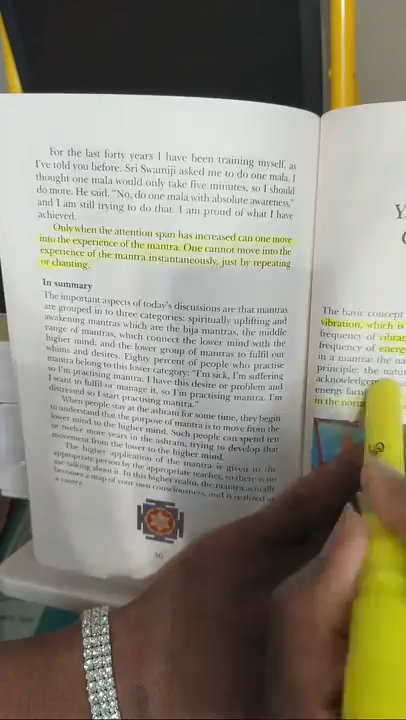 For the last forty years I have been training myself, as
I've told you before. Sri Swamiji asked me to do one mala. I
thought one mala would only take five minutes, so I should
do more. He said, "No, do one mala with absolute awareness,"
and I am still trying to do that. I am proud of what I have
achieved.
Only when the attention span has increased can one move
into the experience of the mantra. One cannot move into the
experience of the mantra instantaneously, just by repeating
or chanting.
In summary
The important aspects of today's discussions are that mantras
are grouped in to three categories: spiritually uplifting and
awakening mantras which are the bija mantras, the middle
range of mantras, which connect the lower mind with the
higher mind, and the lower group of mantras to fulfil our
whims and desires. Eighty percent of people who practise
mantra belong to this lower category: "I'm sick, I'm suffering
so I'm practising mantra. I have this desire or problem and
I want to fulfil or manage it, so I'm practising mantra. I'm
distressed so I start practising mantra."
When people stay at the ashram for some time, they begin
to understand that the purpose of mantra is to move from the
lower mind to the higher mind. Such people can spend ten
or twelve more years in the ashram, trying to develop that
movement from the lower to the higher mind.
The higher application of the mantra is given to the
appropriate person by the appropriate teacher, so there is no
use talking about it. In this higher realm, the mantra actually
becomes a map of your own consciousness, and is realized as
a yantra.
The basic concept
vibration, which is
frequency of
frequency of
in a mantra: the
principle: the
energy
in the